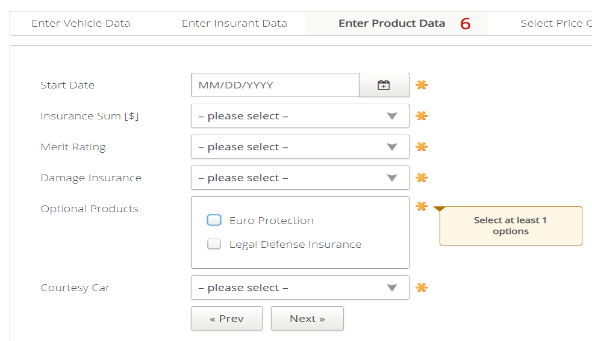 Enter Vehicle Data Enter Insurant Data Enter Product Data 6 Select Price
Start Date MM/DD/YYYY
Insurance Sum [$] – please select –
Merit Rating – please select –
Damage Insurance – please select –
Optional Products
Euro Protection
Legal Defense Insurance
Select at least 1
options
Courtesy Car – please select –
« Prev Next »